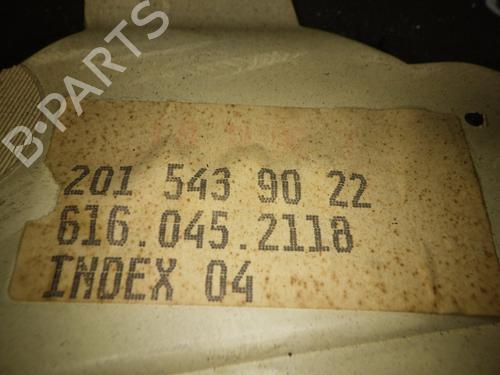 B-PARTS
201 543 90 22
616.045.2118
INDEX 04